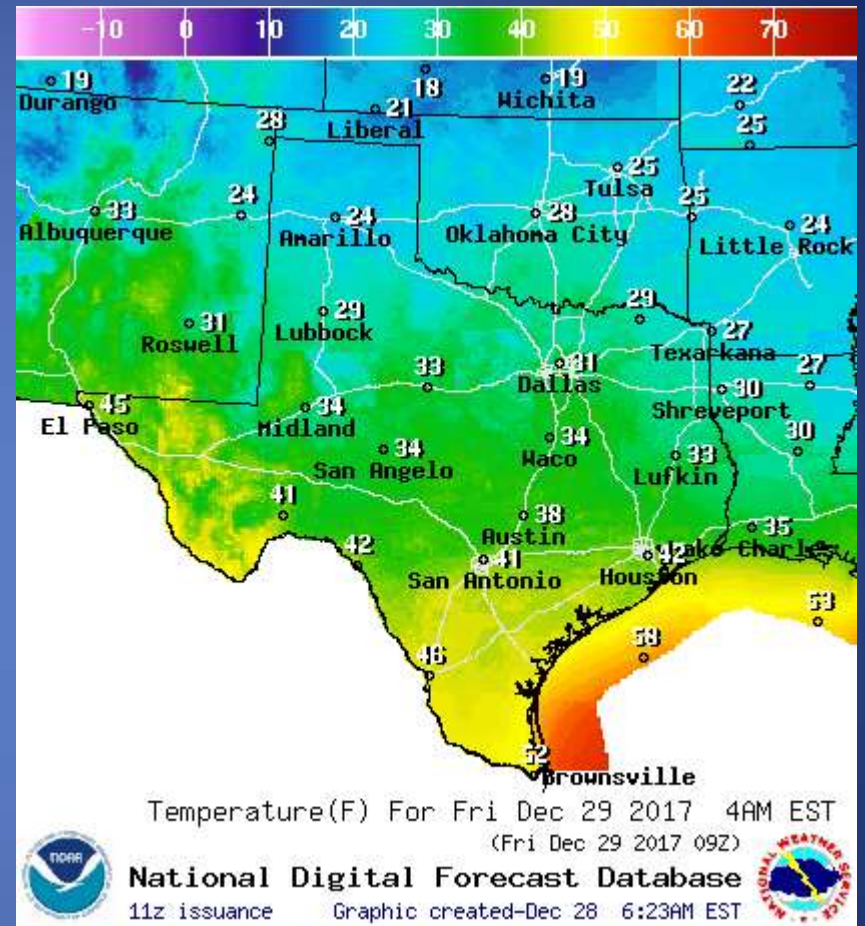 -10 0 10 20 30 40 50 60 70
19 18 19 22
Durango 21 Wichita
28 Liberal 25
25
Tulsa
33 24 24 28 25 24
Albuquerque Amarillo Oklahoma City Little Rock
31 29 29 27
Roswell Lubbock Texarkana
33 31 27
Dallas 30
45 34 Shreveport
El Paso Midland 34 34 33 30
San Angelo Waco Lufkin
41 38 35
42 Austin 42 Lake Charles
41 Houston
San Antonio
53
46 58
52
Brownsville
Temperature(F) For Fri Dec 29 2017 4AM EST
(Fri Dec 29 2017 09Z)
NOAA
National Digital Forecast Database
11z issuance Graphic created-Dec 28 6:23AM EST
NATIONAL WEATHER SERVICE